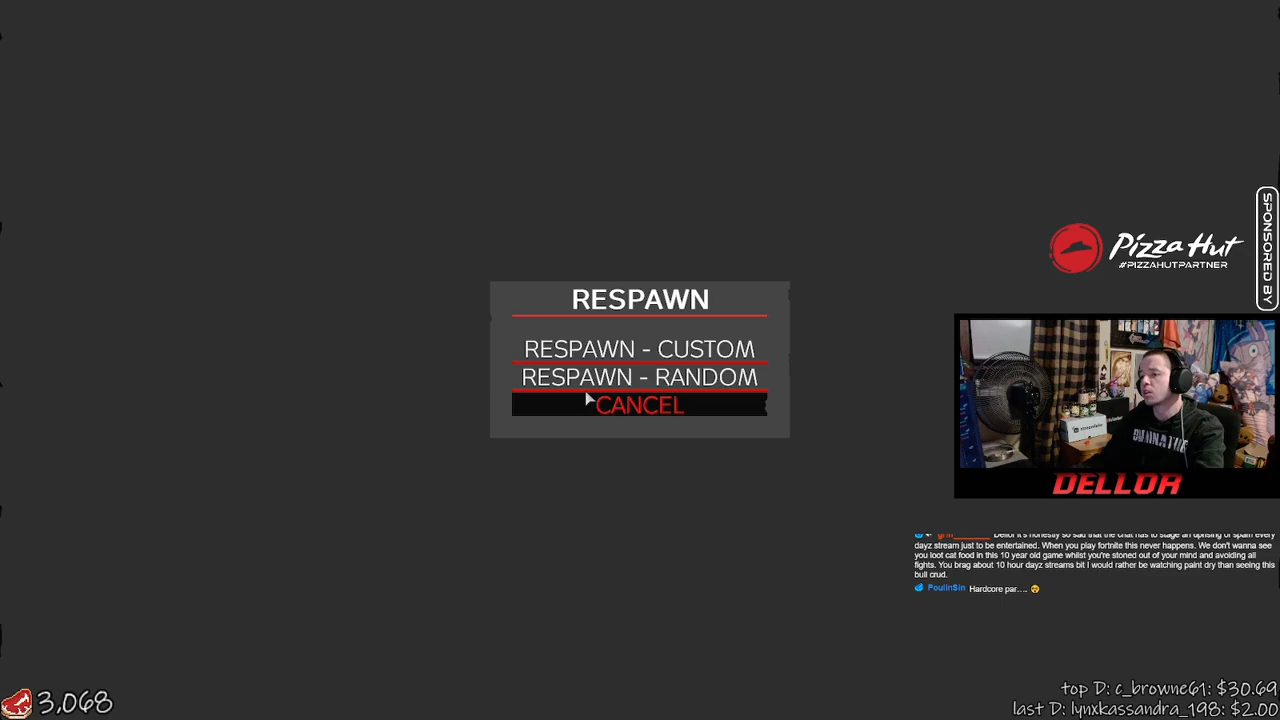 RESPAWN
RESPAWN - CUSTOM
RESPAWN - RANDOM
CANCEL
SPONSORED BY
Pizza Hut
#PIZZAHUTPARTNER
DELLOR
Dellor it's honestly so sad that the chat has to stage an uprising of spam every
dayz stream just to be entertained. When you play fortnite this never happens. We don't wanna see
you loot cat food in this 10 year old game whilst you're stoned out of your mind and avoiding all
fights. You brag about 10 hour dayz streams bit I would rather be watching paint dry than seeing this
bull crud.
PoulinSin Hardcore par....
3,068
top D: c_browne61: $30.69
last D: lynxkassandra_198: $2.00